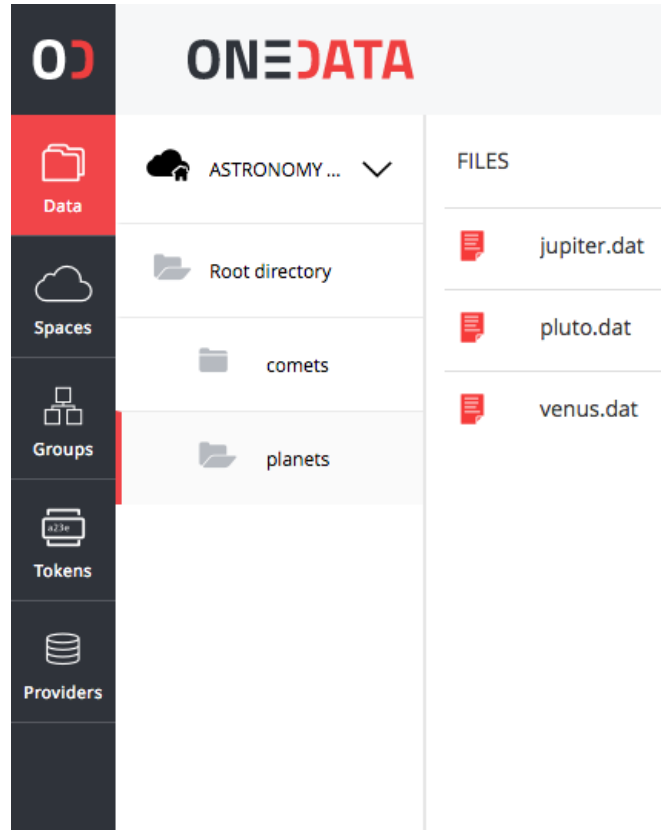 OD
ONEDATA
Data
Spaces
Groups
a23e
Tokens
Providers
ASTRONOMY ...
Root directory
comets
planets
FILES
jupiter.dat
pluto.dat
venus.dat